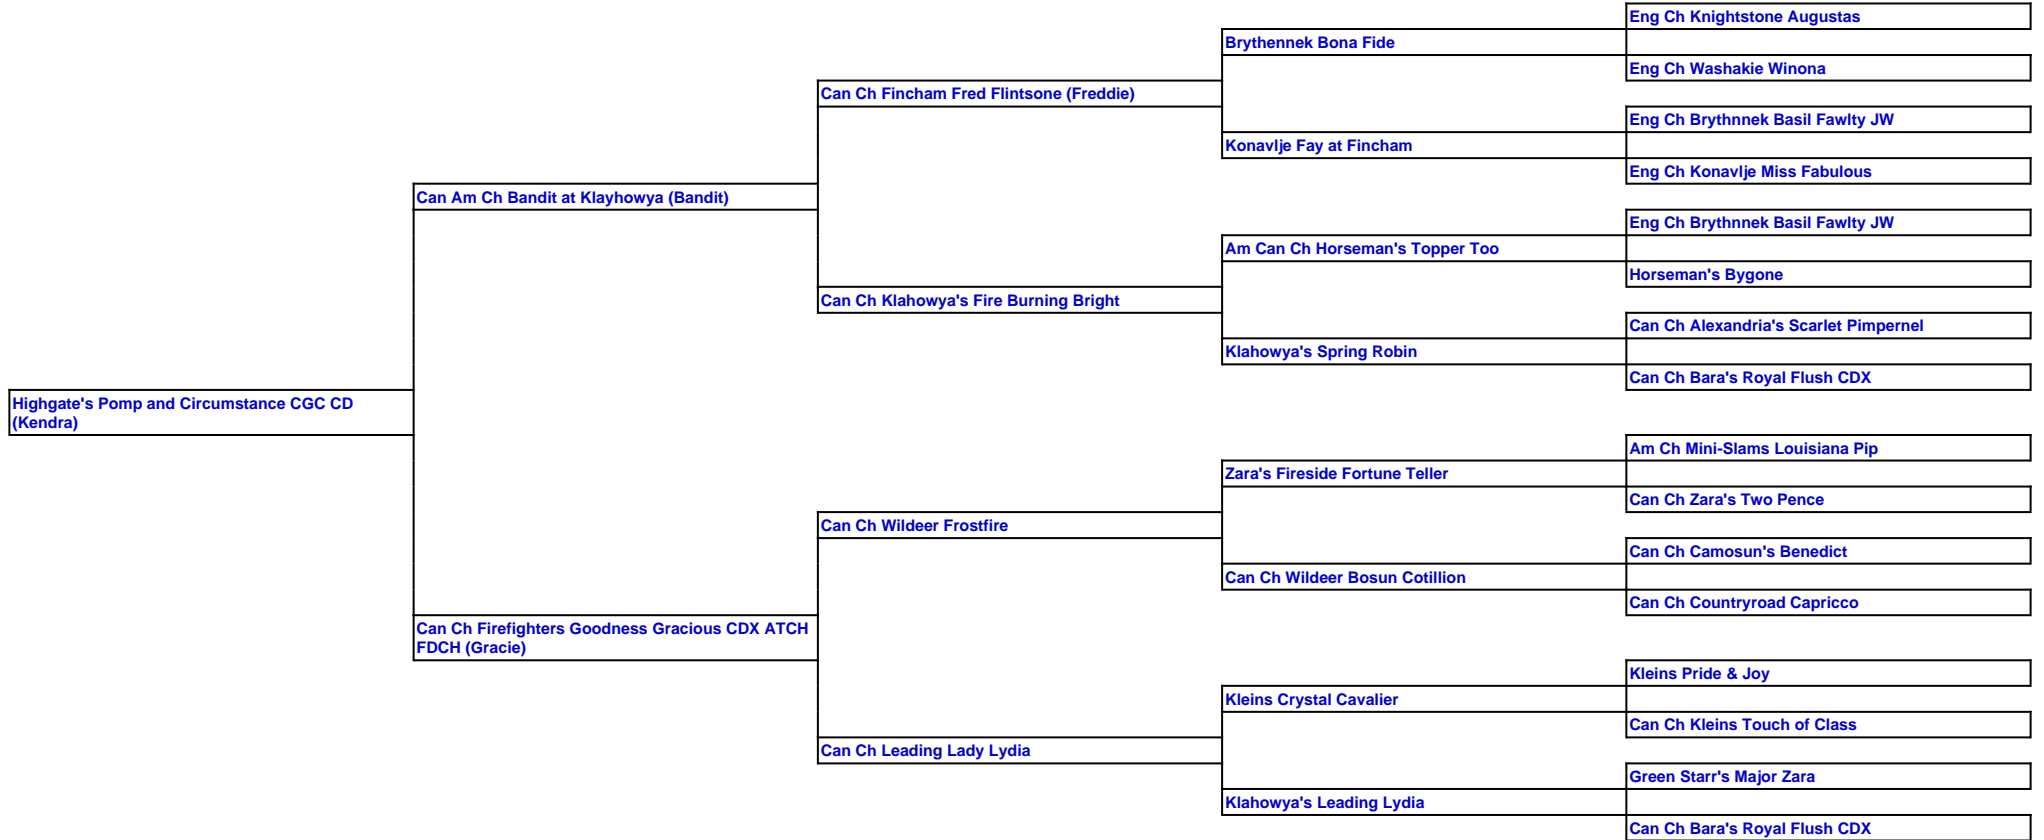 Eng Ch Knightstone Augustas
Brythennek Bona Fide
Eng Ch Washakie Winona
Can Ch Fincham Fred Flintsone (Freddie)
Eng Ch Brythnnek Basil Fawlty JW
Konavlje Fay at Fincham
Eng Ch Konavlje Miss Fabulous
Can Am Ch Bandit at Klayhowya (Bandit)
Eng Ch Brythnnek Basil Fawlty JW
Am Can Ch Horseman's Topper Too
Horseman's Bygone
Can Ch Klahowya's Fire Burning Bright
Can Ch Alexandria's Scarlet Pimpernel
Klahowya's Spring Robin
Can Ch Bara's Royal Flush CDX
Highgate's Pomp and Circumstance CGC CD
(Kendra)
Am Ch Mini-Slams Louisiana Pip
Zara's Fireside Fortune Teller
Can Ch Zara's Two Pence
Can Ch Wildeer Frostfire
Can Ch Camosun's Benedict
Can Ch Wildeer Bosun Cotillion
Can Ch Countryroad Capricco
Can Ch Firefighters Goodness Gracious CDX ATCH
FDCH (Gracie)
Kleins Pride & Joy
Kleins Crystal Cavalier
Can Ch Kleins Touch of Class
Can Ch Leading Lady Lydia
Green Starr's Major Zara
Klahowya's Leading Lydia
Can Ch Bara's Royal Flush CDX